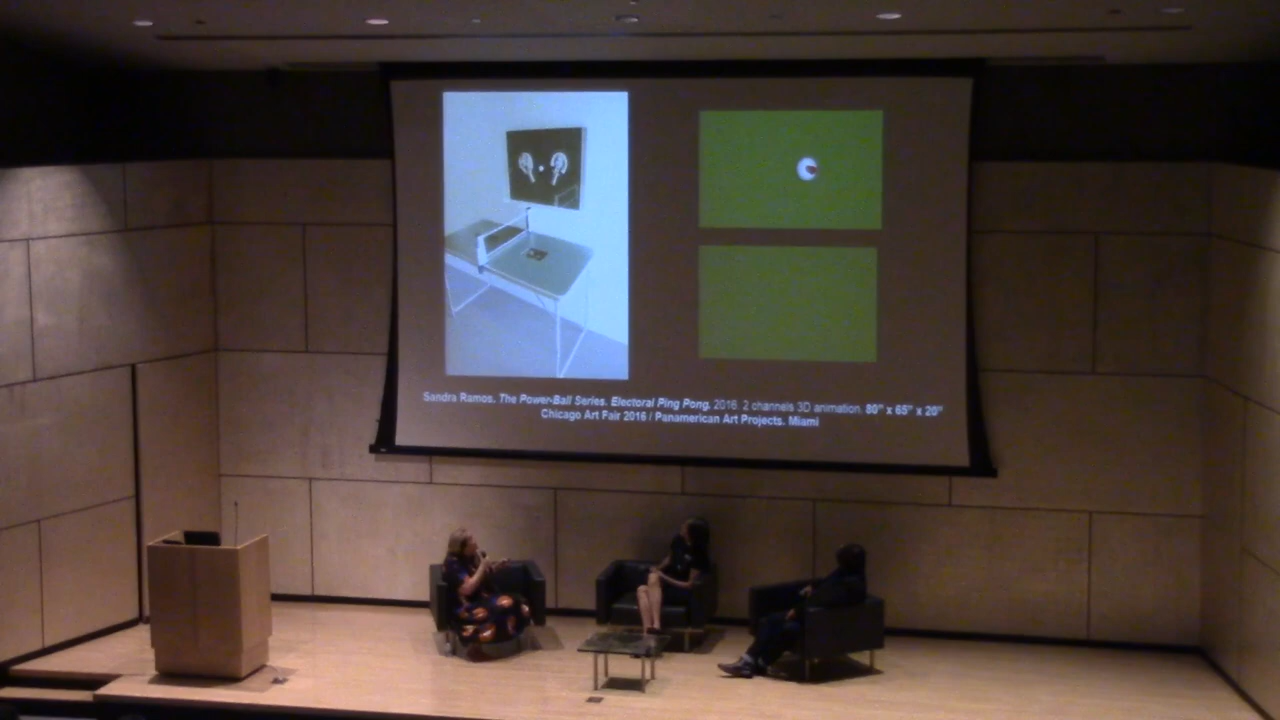 Sandra Ramos. The Power-Ball Series. Electoral Ping Pong. 2016. 2 channels 3D animation. 80" x 65" x 20"
Chicago Art Fair 2016 / Panamerican Art Projects. Miami